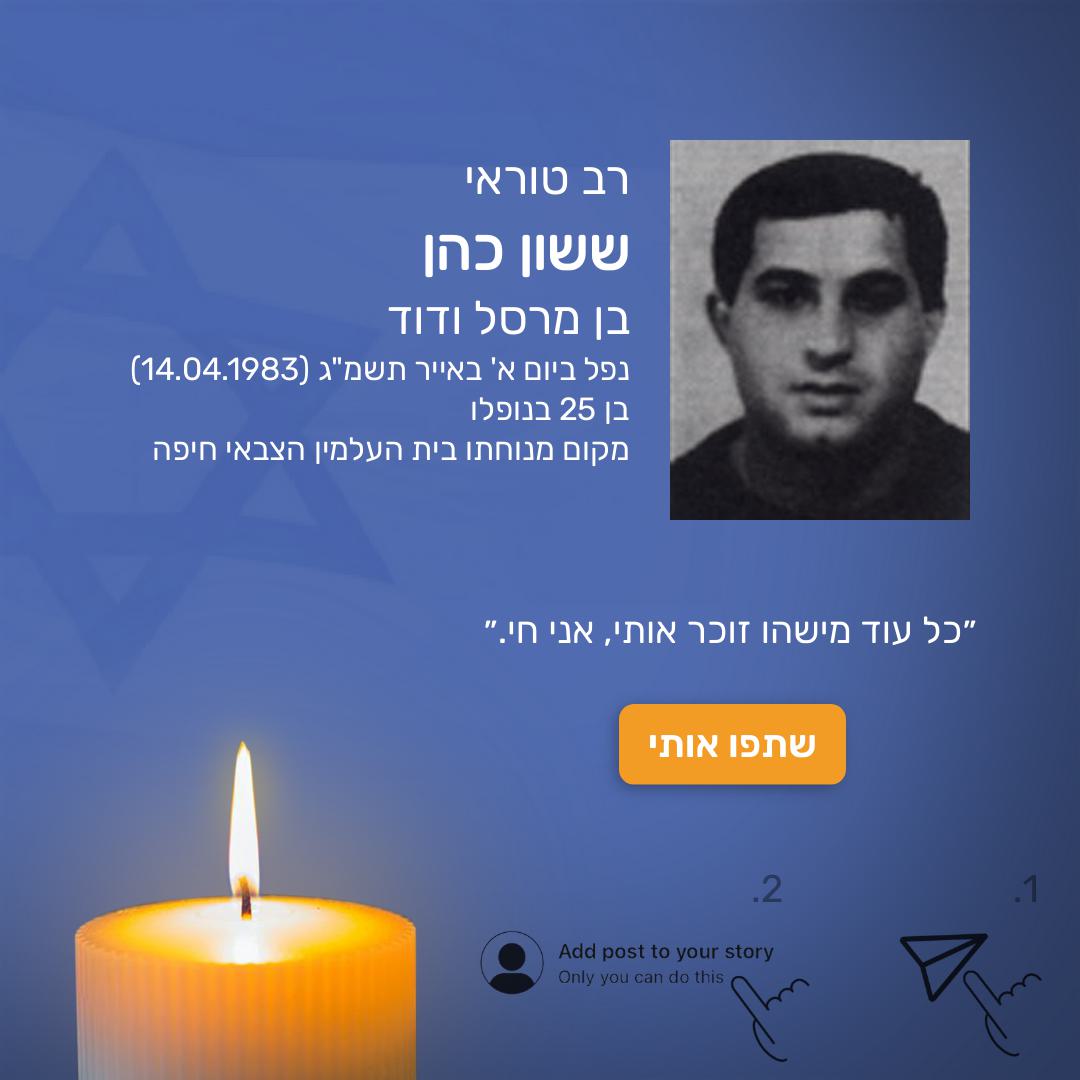 רב טוראי
ששון כהן
בן מרסל ודוד
נפל ביום א' באייר תשמ"ג (14.04.1983)
בן 25 בנופלו
מקום מנוחתו בית העלמין הצבאי חיפה
״כל עוד מישהו זוכר אותי, אני חי.״
שתפו אותי
.1
.2
Add post to your story
Only you can do this